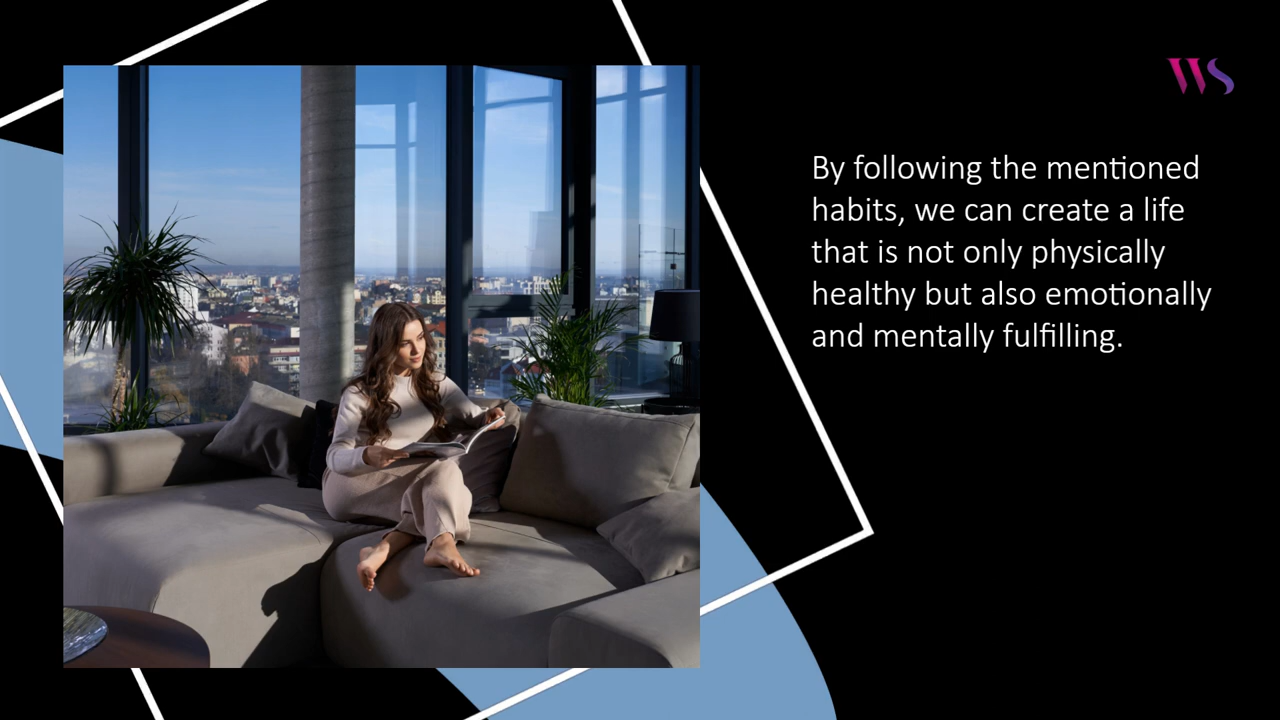 WS
By following the mentioned
habits, we can create a life
that is not only physically
healthy but also emotionally
and mentally fulfilling.